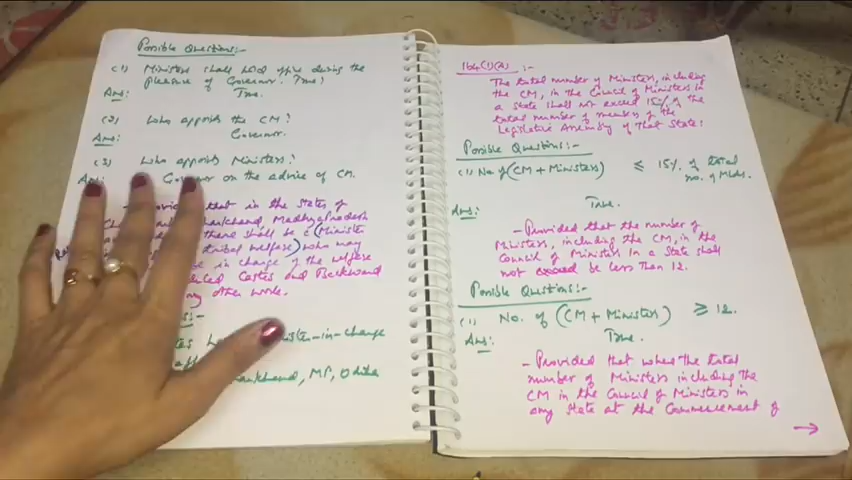 Possible Questions:-
(1) Ministers shall hold office during the
pleasure of Governor. True?
Ans: True.
(2) Who appoints the CM?
Ans: Governor.
(3) Who appoints Ministers?
Ans: Governor on the advice of CM.
that in the States of
Madhya Pradesh
there shall be a (Minister
tribal welfare) who may
be in charge of the welfare
Castes and Backward
any other work.
s:-
Minister-in-charge
Jharkhand, MP, Odisha
164(1)(A) :-
The total number of Ministers, including
the CM, in the Council of Ministers in
a State shall not exceed 15% of the
total number of members of the
Legislative Assembly of that State:
Possible Questions:-
(1) No of (CM + Ministers) ≤ 15% of total
no. of MLAs.
Ans: True.
- Provided that the number of
Ministers, including the CM, in the
Council of Ministers in a State shall
not be less than 12.
Possible Questions:-
(1) No. of (CM + Ministers) ≥ 12.
Ans: True.
- Provided that where the total
number of Ministers including the
CM in the Council of Ministers in
any State at the Commencement of
→